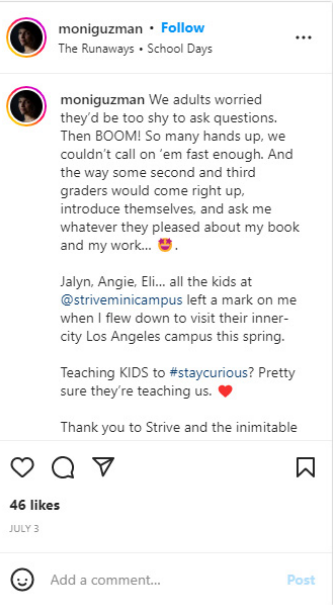 moniguzman • Follow
The Runaways • School Days
moniguzman We adults worried
they'd be too shy to ask questions.
Then BOOM! So many hands up, we
couldn't call on 'em fast enough. And
the way some second and third
graders would come right up,
introduce themselves, and ask me
whatever they pleased about my book
and my work... 🤩.
Jalyn, Angie, Eli... all the kids at
@striveminicampus left a mark on me
when I flew down to visit their inner-
city Los Angeles campus this spring.
Teaching KIDS to #staycurious? Pretty
sure they're teaching us. ❤️
Thank you to Strive and the inimitable
46 likes
JULY 3
Add a comment...
Post